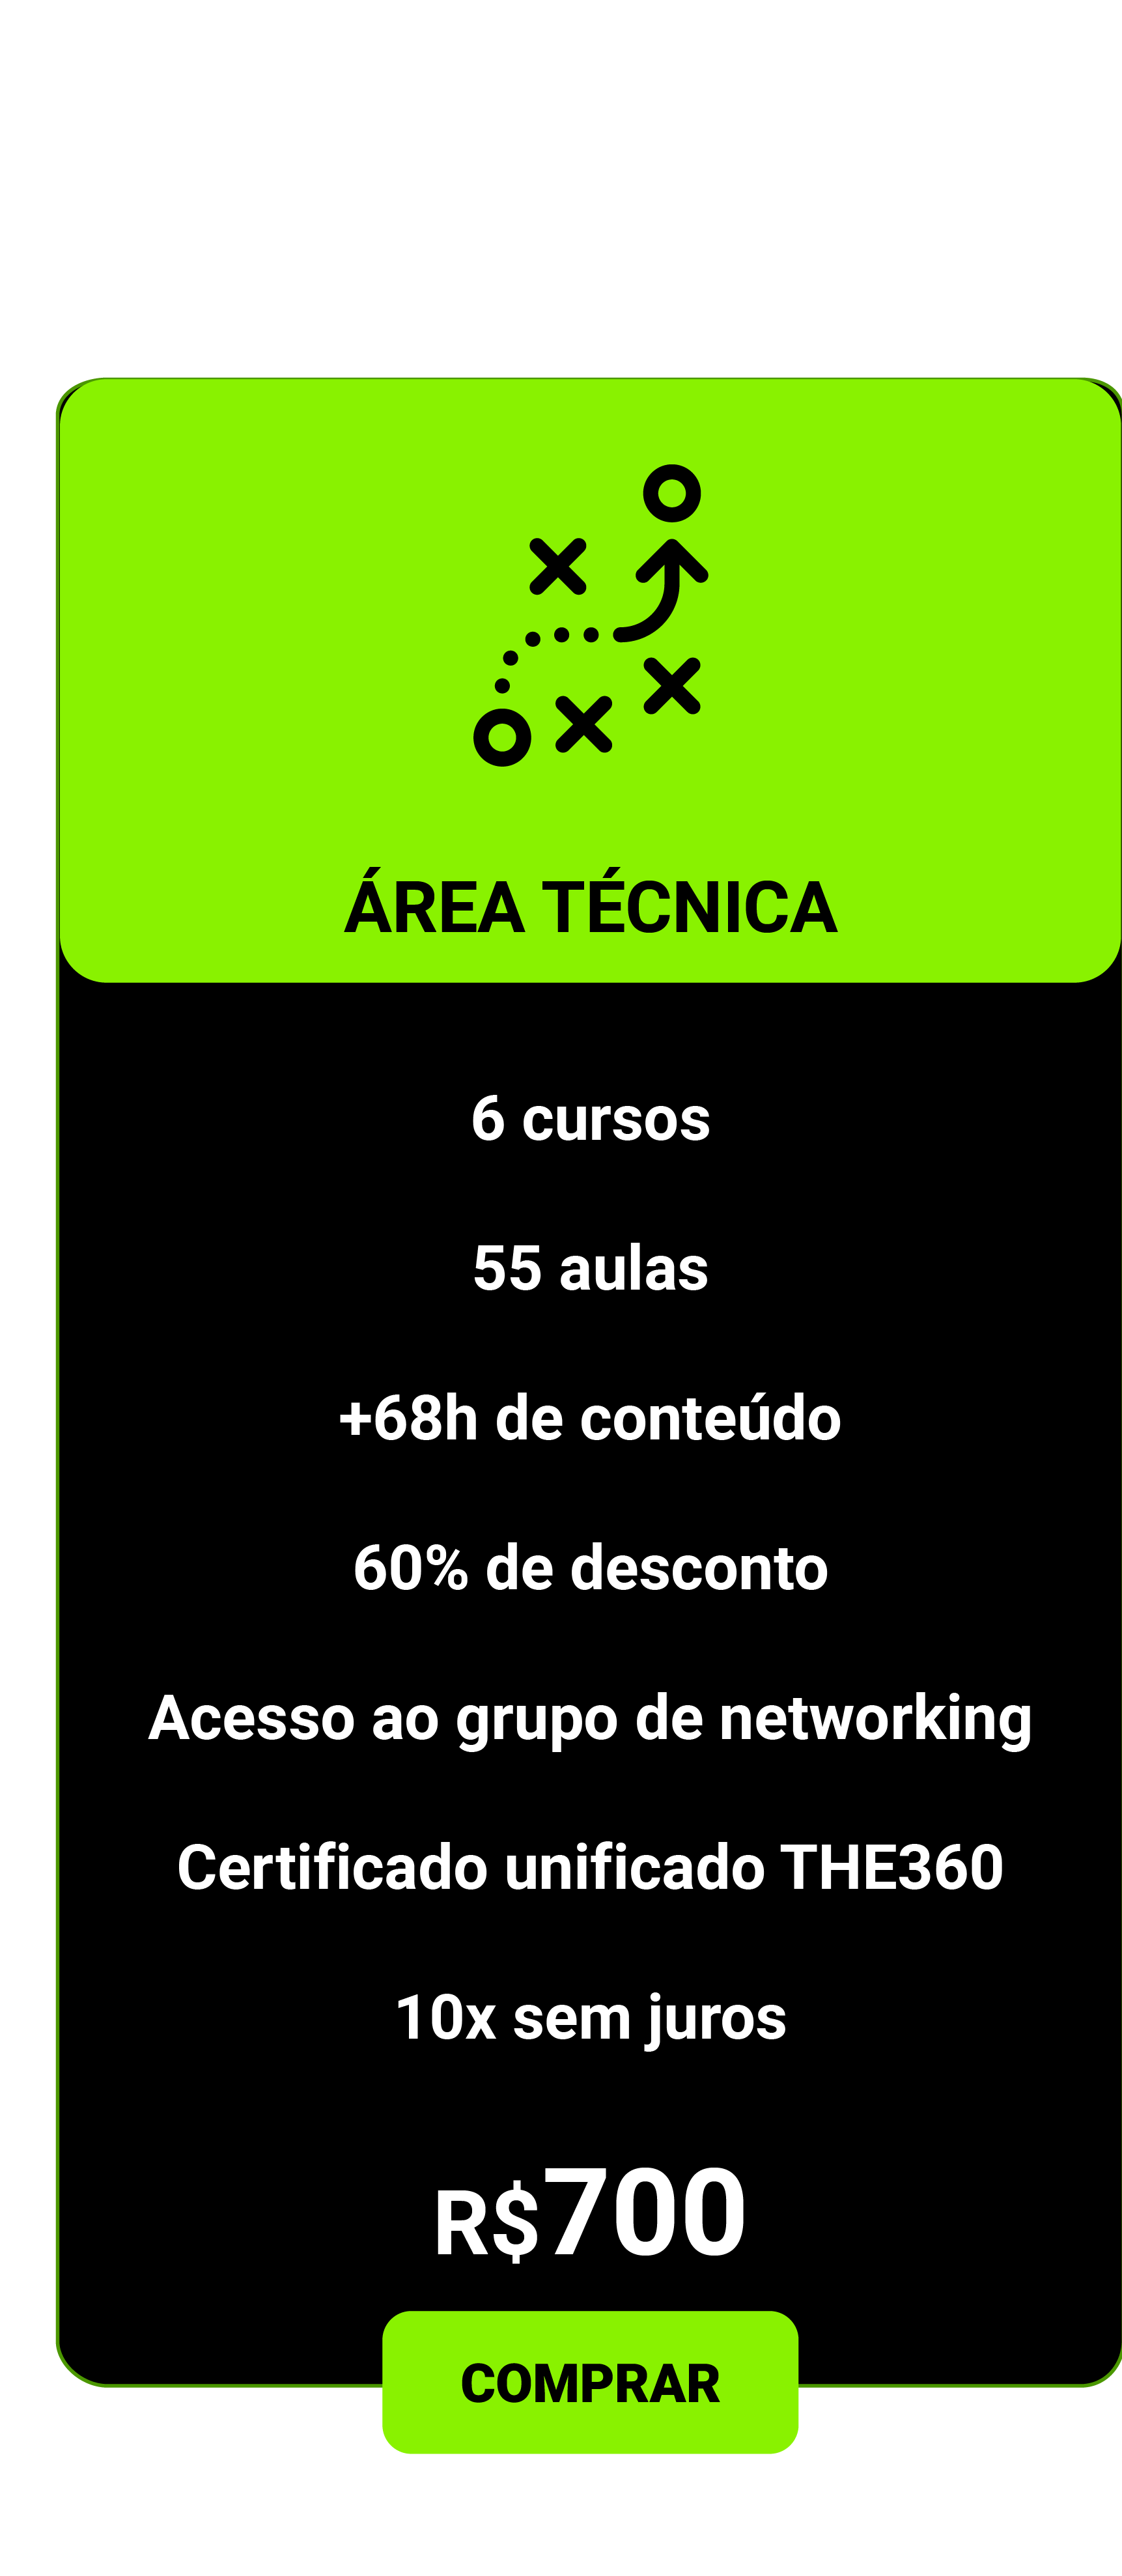 ÁREA TÉCNICA
6 cursos
55 aulas
+68h de conteúdo
60% de desconto
Acesso ao grupo de networking
Certificado unificado THE360
10x sem juros
R$700
COMPRAR